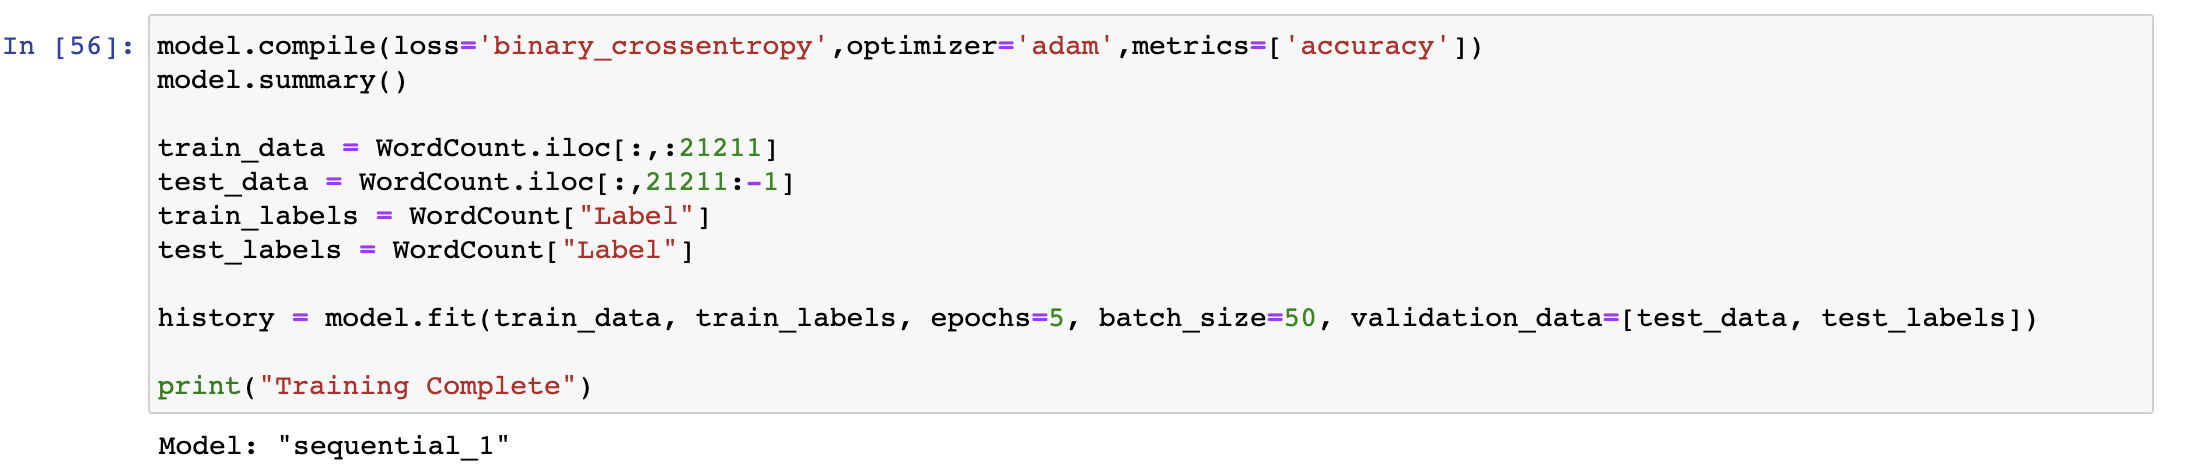 In [56]: model.compile(loss='binary_crossentropy',optimizer='adam',metrics=['accuracy'])
model.summary()
train_data = WordCount.iloc[:,:21211]
test_data = WordCount.iloc[:,21211:-1]
train_labels = WordCount["Label"]
test_labels = WordCount["Label"]
history = model.fit(train_data, train_labels, epochs=5, batch_size=50, validation_data=[test_data, test_labels])
print("Training Complete")
Model: "sequential_1"